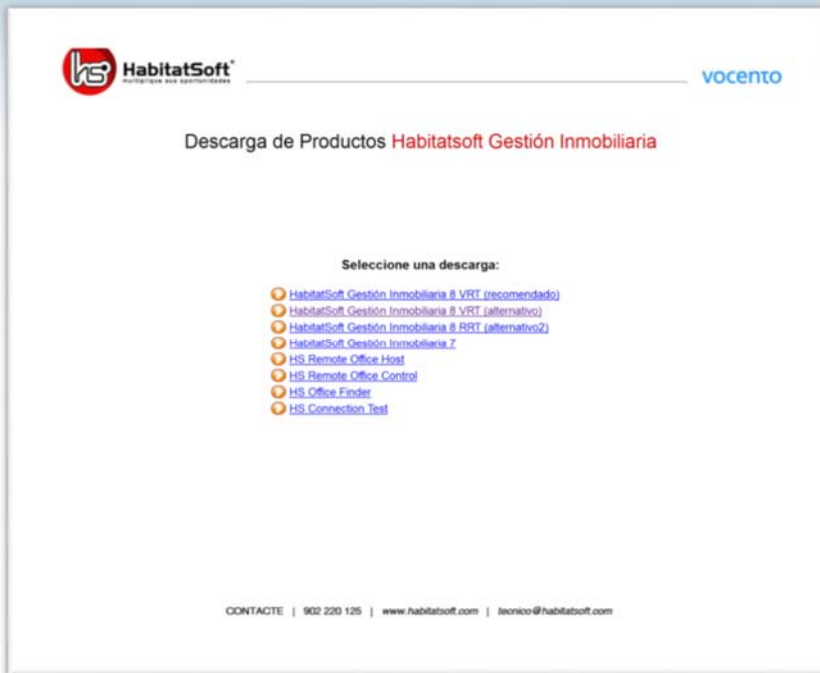 hs HabitatSoft®
multiplique sus oportunidades
vocento
Descarga de Productos Habitatsoft Gestión Inmobiliaria
Seleccione una descarga:
HabitatSoft Gestión Inmobiliaria 8 VRT (recomendado)
HabitatSoft Gestión Inmobiliaria 8 VRT (alternativo)
HabitatSoft Gestión Inmobiliaria 8 RRT (alternativo2)
HabitatSoft Gestión Inmobiliaria 7
HS Remote Office Host
HS Remote Office Control
HS Office Finder
HS Connection Test
CONTACTE | 902 220 125 | www.habitatsoft.com | tecnico@habitatsoft.com